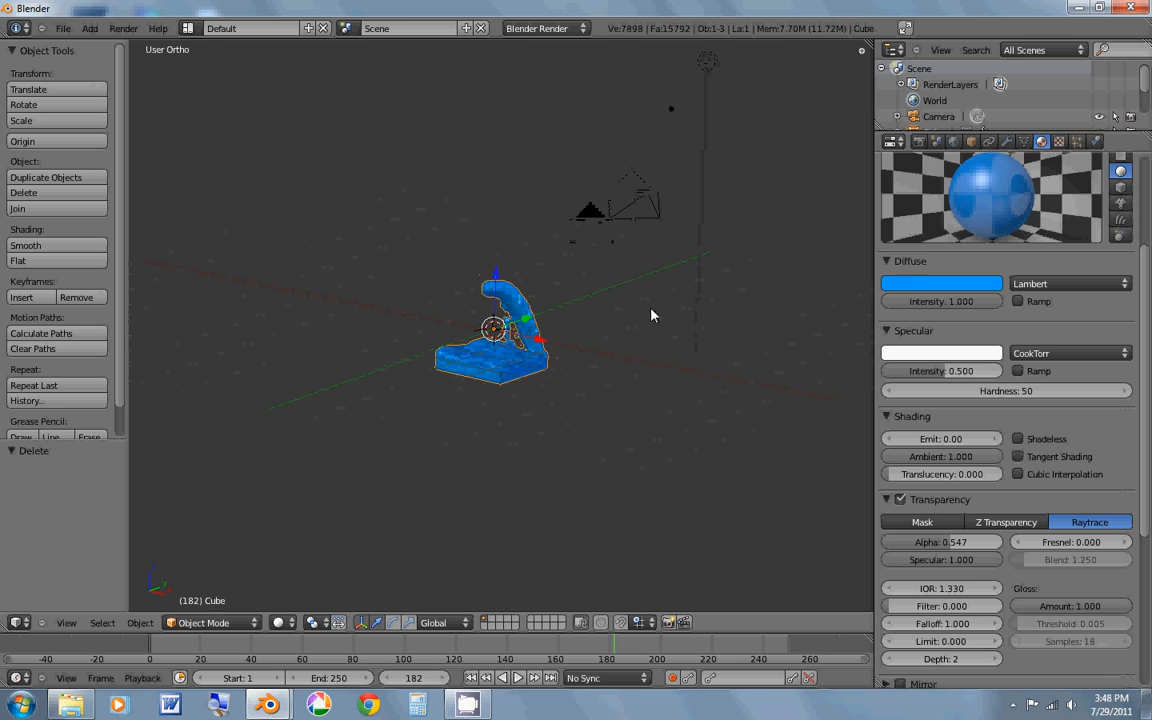 Blender
File Add Render Help Default Scene Blender Render Ve:7898 | Fa:15792 | Ob:1-3 | La:1 | Mem:7.70M (11.72M) | Cube
Object Tools
Transform:
Translate
Rotate
Scale
Origin
Object:
Duplicate Objects
Delete
Join
Shading:
Smooth
Flat
Keyframes:
Insert Remove
Motion Paths:
Calculate Paths
Clear Paths
Repeat:
Repeat Last
History...
Grease Pencil:
Draw Line Erase
Delete
User Ortho
(182) Cube
View Search All Scenes
Scene
RenderLayers
World
Camera
Diffuse
Lambert
Intensity: 1.000 Ramp
Specular
CookTorr
Intensity: 0.500 Ramp
Hardness: 50
Shading
Emit: 0.00 Shadeless
Ambient: 1.000 Tangent Shading
Translucency: 0.000 Cubic Interpolation
Transparency
Mask Z Transparency Raytrace
Alpha: 0.547 Fresnel: 0.000
Specular: 1.000 Blend: 1.250
IOR: 1.330 Gloss:
Filter: 0.000 Amount: 1.000
Falloff: 1.000 Threshold: 0.005
Limit: 0.000 Samples: 18
Depth: 2
Mirror
View Select Object Object Mode Global
-40 -20 0 20 40 60 80 100 120 140 160 180 200 220 240 260
View Frame Playback Start: 1 End: 250 182 No Sync
3:48 PM
7/29/2011